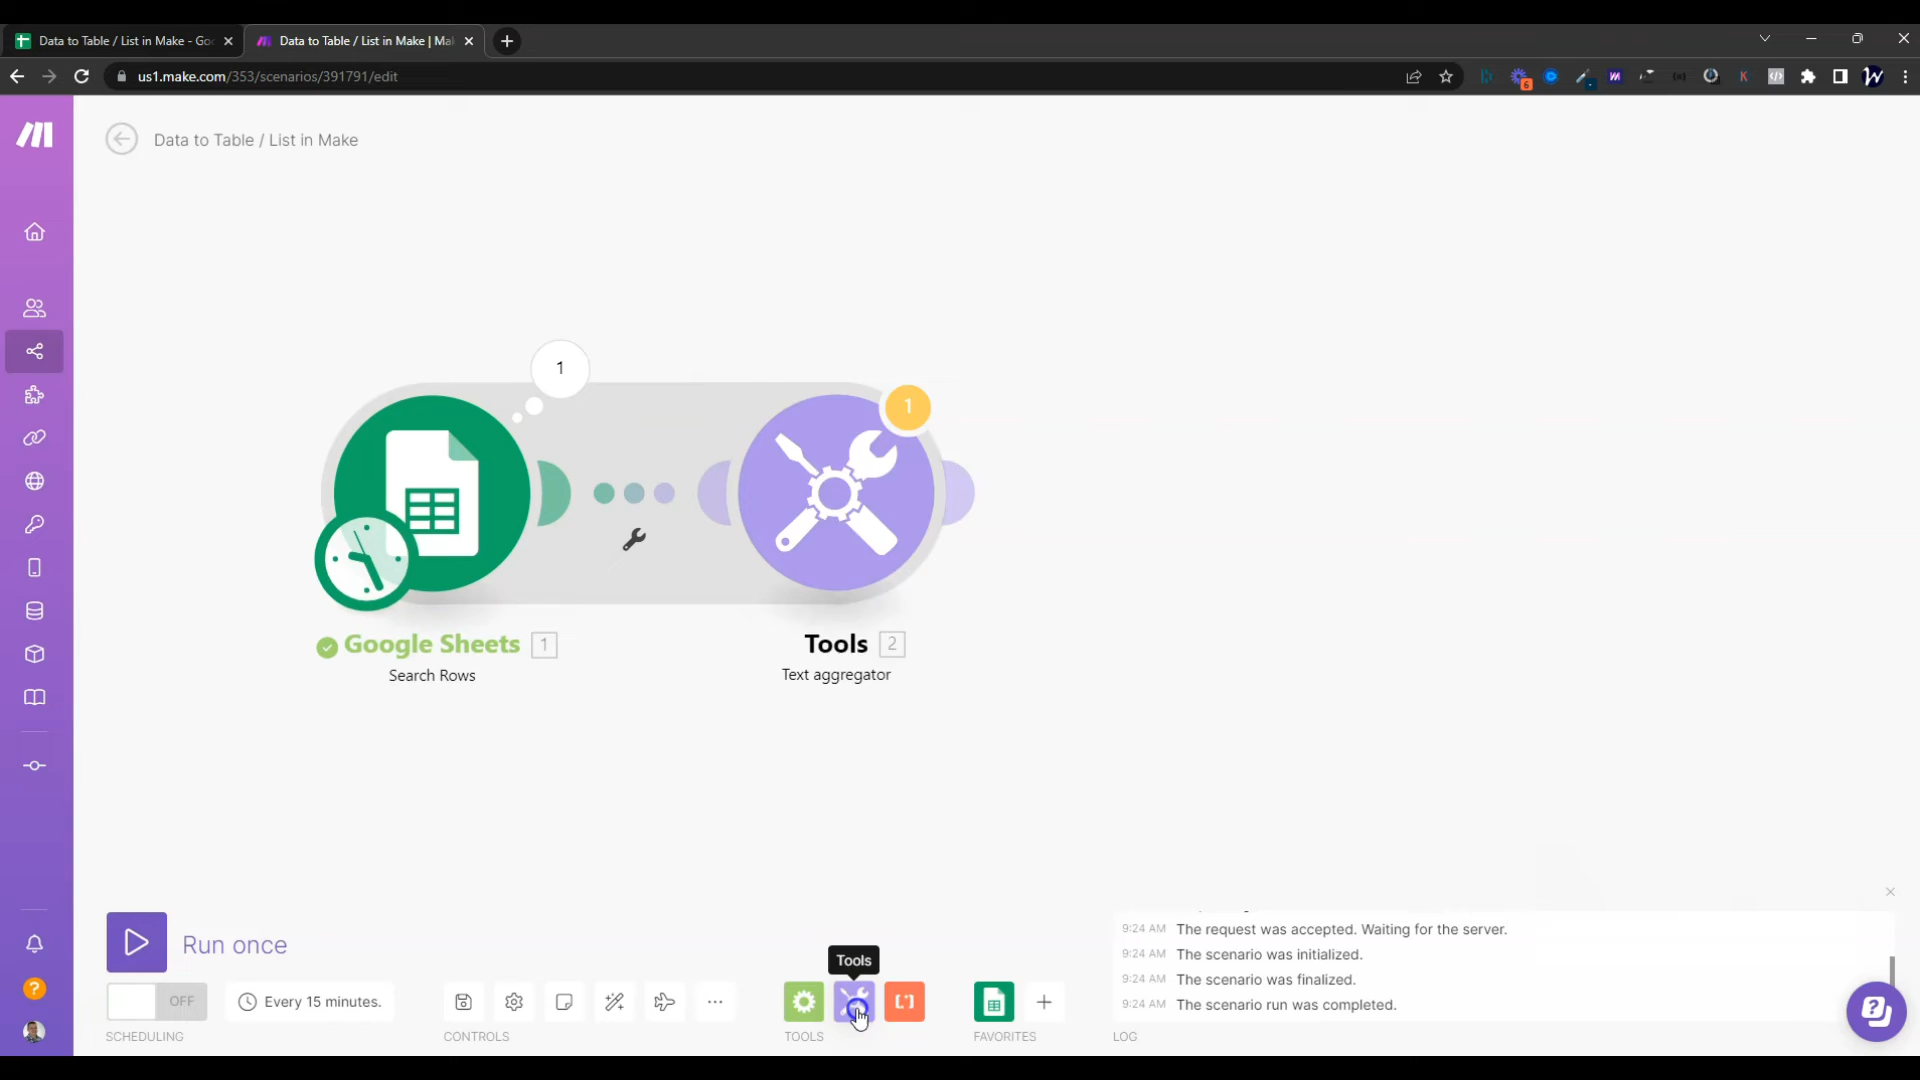 Data to Table / List in Make - Goo
Data to Table / List in Make | Mak
us1.make.com/353/scenarios/391791/edit
6
K
Data to Table / List in Make
1
1
Google Sheets 1
Search Rows
Tools 2
Text aggregator
Run once
OFF
Every 15 minutes.
SCHEDULING
CONTROLS
Tools
TOOLS
FAVORITES
9:24 AM The request was accepted. Waiting for the server.
9:24 AM The scenario was initialized.
9:24 AM The scenario was finalized.
9:24 AM The scenario run was completed.
LOG